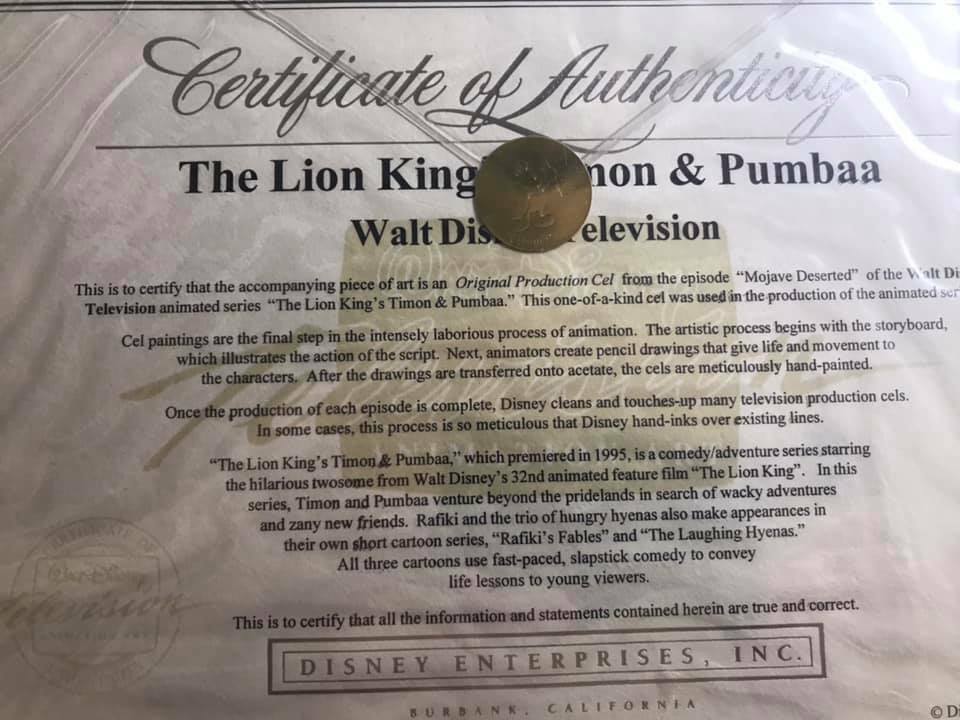 Certificate of Authenticity
The Lion King mon & Pumbaa
Walt Dis elevision
This is to certify that the accompanying piece of art is an Original Production Cel from the episode “Mojave Deserted” of the Walt Di
Television animated series “The Lion King’s Timon & Pumbaa.” This one-of-a-kind cel was used in the production of the animated ser
Cel paintings are the final step in the intensely laborious process of animation. The artistic process begins with the storyboard,
which illustrates the action of the script. Next, animators create pencil drawings that give life and movement to
the characters. After the drawings are transferred onto acetate, the cels are meticulously hand-painted.
Once the production of each episode is complete, Disney cleans and touches-up many television production cels.
In some cases, this process is so meticulous that Disney hand-inks over existing lines.
“The Lion King’s Timon & Pumbaa,” which premiered in 1995, is a comedy/adventure series starring
the hilarious twosome from Walt Disney’s 32nd animated feature film “The Lion King”. In this
series, Timon and Pumbaa venture beyond the pridelands in search of wacky adventures
and zany new friends. Rafiki and the trio of hungry hyenas also make appearances in
their own short cartoon series, “Rafiki’s Fables” and “The Laughing Hyenas.”
All three cartoons use fast-paced, slapstick comedy to convey
life lessons to young viewers.
Walt Disney
Television
This is to certify that all the information and statements contained herein are true and correct.
DISNEY ENTERPRISES, INC.
BURBANK, CALIFORNIA
© D